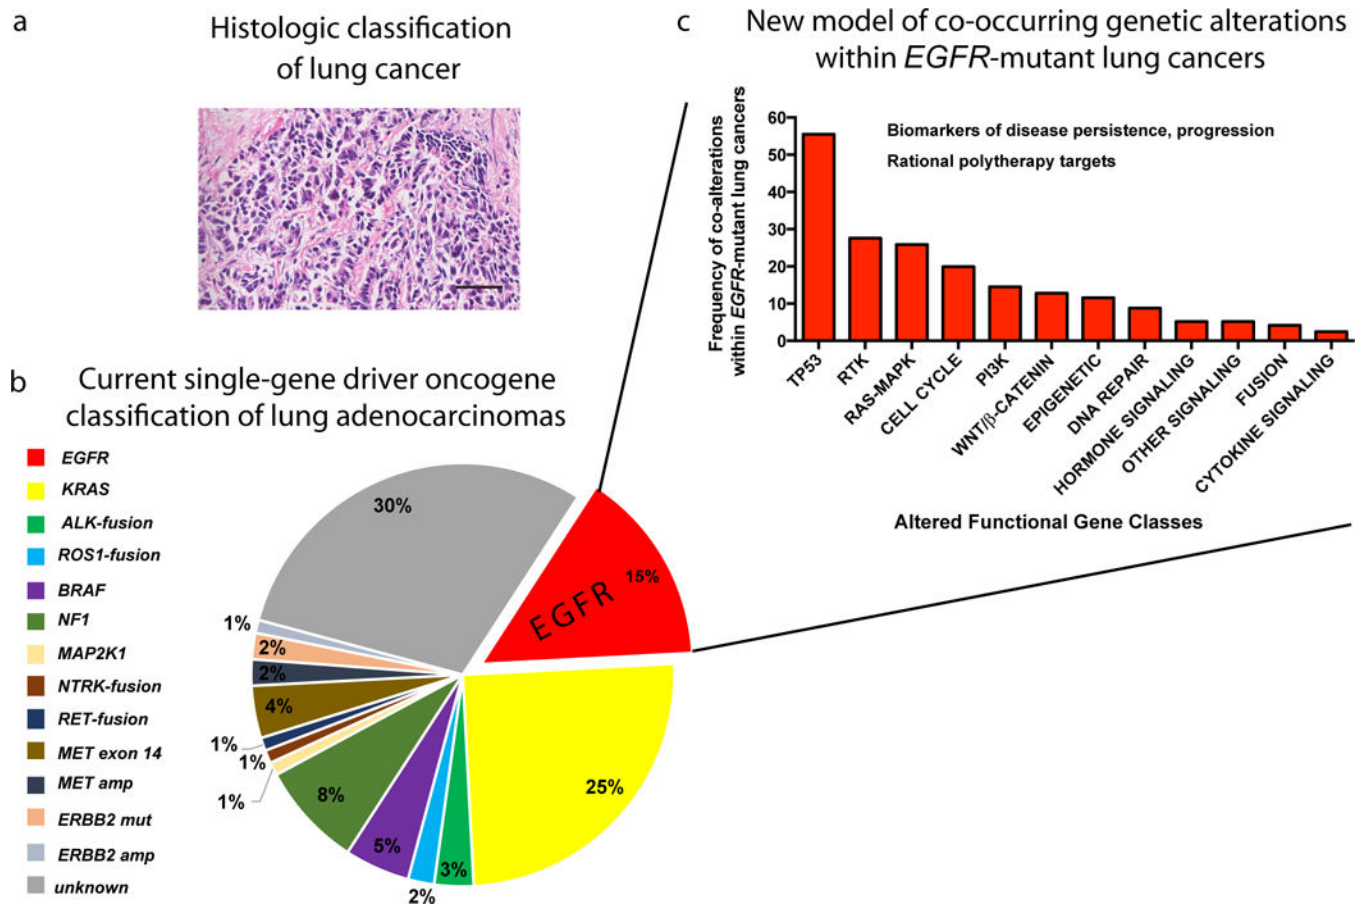 a
Histologic classification
of lung cancer
b
Current single-gene driver oncogene
classification of lung adenocarcinomas
EGFR
KRAS
ALK-fusion
ROS1-fusion
BRAF
NF1
MAP2K1
NTRK-fusion
RET-fusion
MET exon 14
MET amp
ERBB2 mut
ERBB2 amp
unknown
30%
15%
EGFR
25%
3%
2%
5%
8%
1%
1%
1%
4%
2%
2%
1%
c
New model of co-occurring genetic alterations
within EGFR-mutant lung cancers
Frequency of co-alterations
within EGFR-mutant lung cancers
60
50
40
30
20
10
0
Biomarkers of disease persistence, progression
Rational polytherapy targets
TP53
RTK
RAS-MAPK
CELL CYCLE
PI3K
WNT/β-CATENIN
EPIGENETIC
DNA REPAIR
HORMONE SIGNALING
OTHER SIGNALING
FUSION
CYTOKINE SIGNALING
Altered Functional Gene Classes